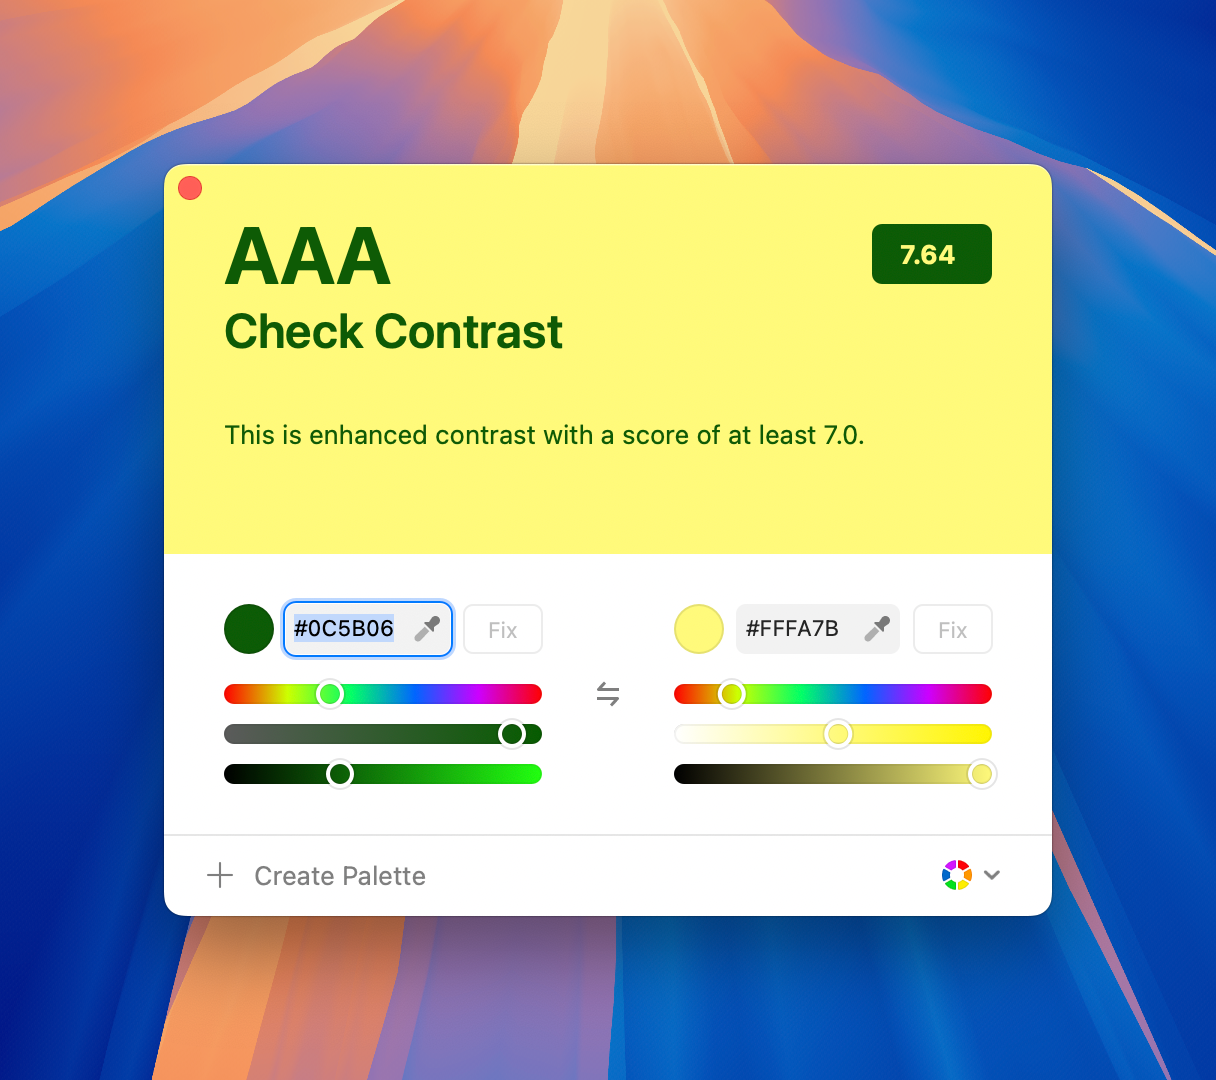 AAA
7.64
Check Contrast
This is enhanced contrast with a score of at least 7.0.
#0C5B06
Fix
#FFFA7B
Fix
Create Palette